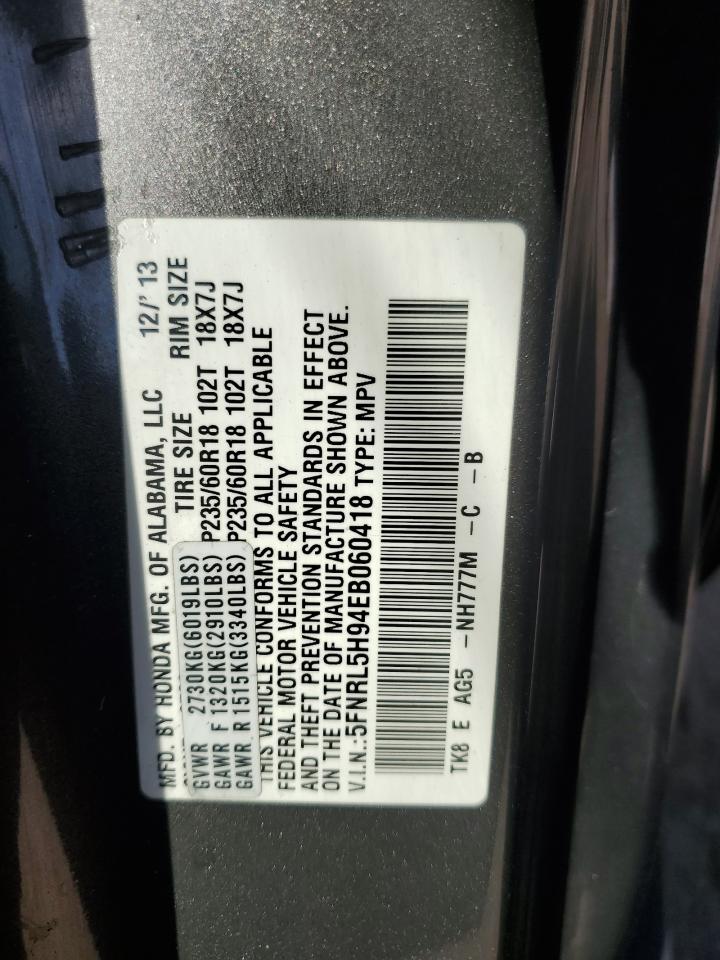 MFD. BY HONDA MFG. OF ALABAMA, LLC 12/' 13
TIRE SIZE RIM SIZE
GVWR 2730KG(6019LBS)
GAWR F 1320KG(2910LBS) P235/60R18 102T 18X7J
GAWR R 1515KG(3340LBS) P235/60R18 102T 18X7J
THIS VEHICLE CONFORMS TO ALL APPLICABLE
FEDERAL MOTOR VEHICLE SAFETY
AND THEFT PREVENTION STANDARDS IN EFFECT
ON THE DATE OF MANUFACTURE SHOWN ABOVE.
V.I.N.:5FNRL5H94EB060418 TYPE: MPV
TK8 E AG5 -NH777M -C -B